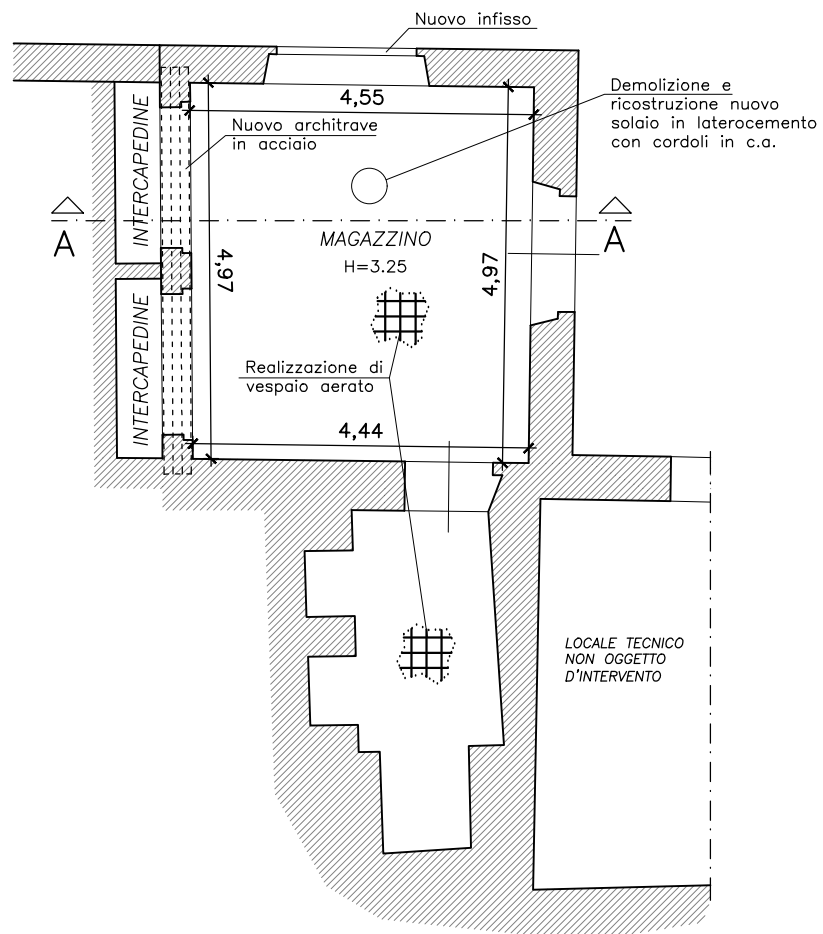 Nuovo infisso
4,55
Demolizione e
ricostruzione nuovo
solaio in laterocemento
con cordoli in c.a.
Nuovo architrave
in acciaio
INTERCAPEDINE
A
A
MAGAZZINO
H=3.25
4,97
4,97
INTERCAPEDINE
Realizzazione di
vespaio aerato
4,44
LOCALE TECNICO
NON OGGETTO
D'INTERVENTO